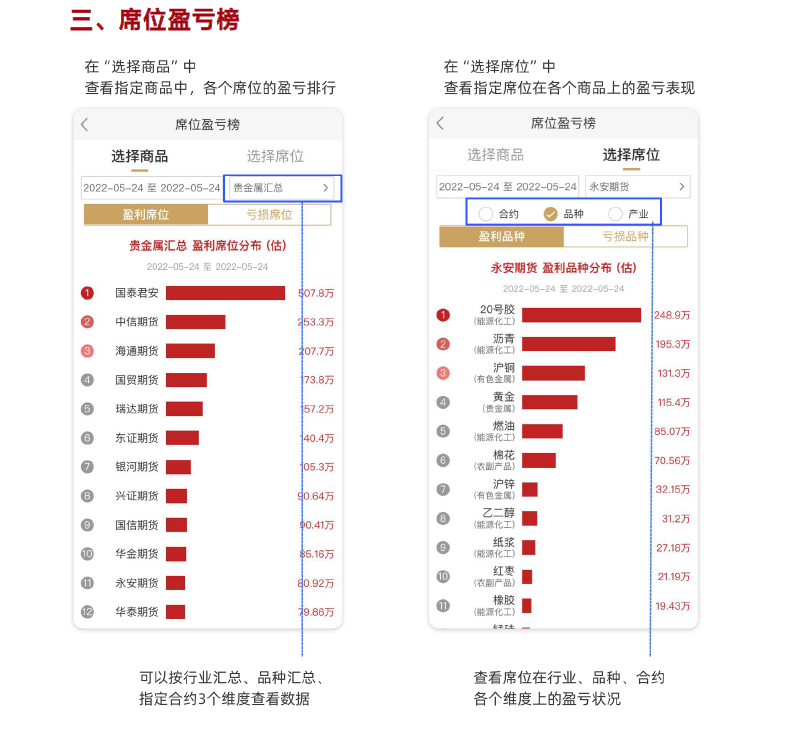 三、席位盈亏榜
在“选择商品”中
查看指定商品中，各个席位的盈亏排行
席位盈亏榜
选择商品 选择席位
2022-05-24 至 2022-05-24 贵金属汇总
盈利席位 亏损席位
贵金属汇总 盈利席位分布 (估)
2022-05-24 至 2022-05-24
1 国泰君安 507.8万
2 中信期货 253.3万
3 海通期货 207.7万
4 国贸期货 173.8万
5 瑞达期货 157.2万
6 东证期货 140.4万
7 银河期货 105.3万
8 兴证期货 90.64万
9 国信期货 90.41万
10 华金期货 85.16万
11 永安期货 80.92万
12 华泰期货 79.86万
可以按行业汇总、品种汇总、
指定合约3个维度查看数据
在“选择席位”中
查看指定席位在各个商品上的盈亏表现
席位盈亏榜
选择商品 选择席位
2022-05-24 至 2022-05-24 永安期货
合约 品种 产业
盈利品种 亏损品种
永安期货 盈利品种分布 (估)
2022-05-24 至 2022-05-24
1 20号胶 248.9万
(能源化工)
2 沥青 195.3万
(能源化工)
3 沪铜 131.3万
(有色金属)
4 黄金 115.4万
(贵金属)
5 燃油 85.07万
(能源化工)
6 棉花 70.56万
(农副产品)
7 沪锌 32.15万
(有色金属)
8 乙二醇 31.2万
(能源化工)
9 纸浆 27.18万
(能源化工)
10 红枣 21.19万
(农副产品)
11 橡胶 19.43万
(能源化工)
查看席位在行业、品种、合约
各个维度上的盈亏状况